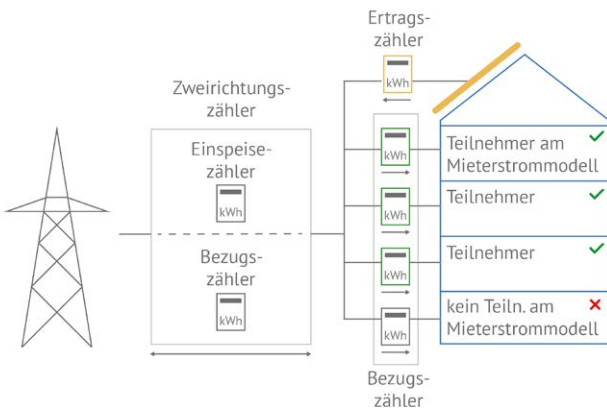 Ertrags-
zähler
kWh
Zweirichtungs-
zähler
Einspeise-
zähler
kWh
Bezugs-
zähler
kWh
kWh
Teilnehmer am
Mieterstrommodell
kWh
Teilnehmer
kWh
Teilnehmer
kWh
kein Teiln. am
Mieterstrommodell
Bezugs-
zähler